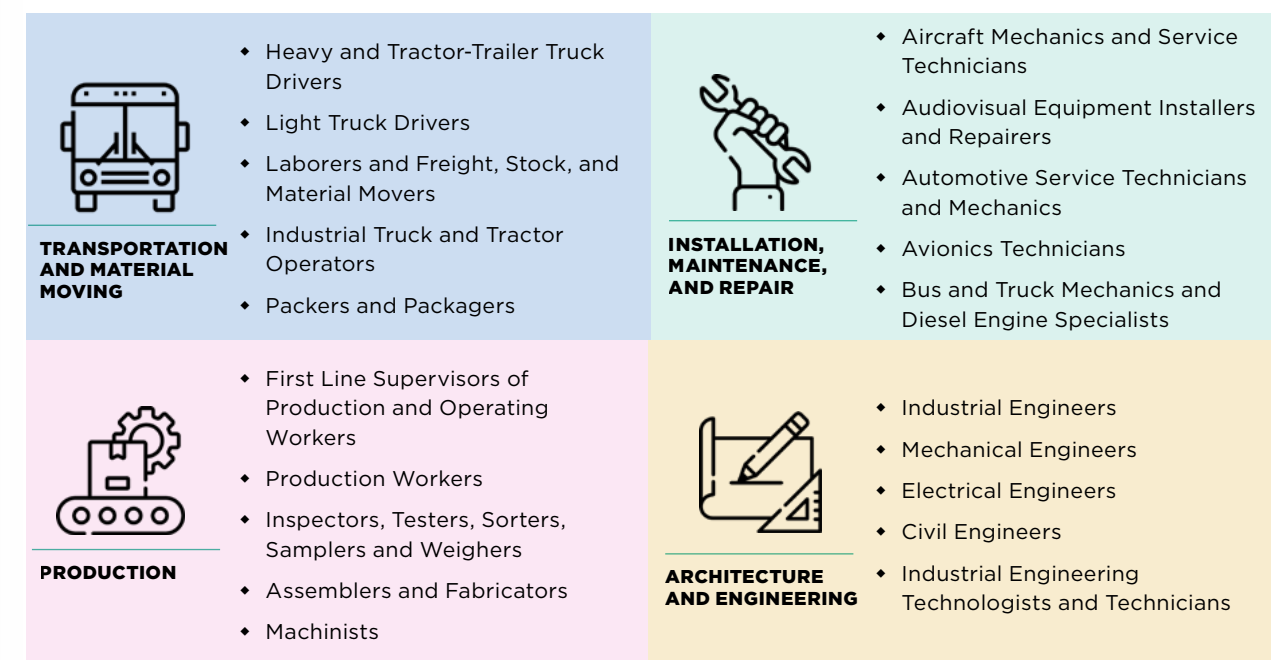 TRANSPORTATION
AND MATERIAL
MOVING
◆ Heavy and Tractor-Trailer Truck
Drivers
◆ Light Truck Drivers
◆ Laborers and Freight, Stock, and
Material Movers
◆ Industrial Truck and Tractor
Operators
◆ Packers and Packagers
INSTALLATION,
MAINTENANCE,
AND REPAIR
◆ Aircraft Mechanics and Service
Technicians
◆ Audiovisual Equipment Installers
and Repairers
◆ Automotive Service Technicians
and Mechanics
◆ Avionics Technicians
◆ Bus and Truck Mechanics and
Diesel Engine Specialists
PRODUCTION
◆ First Line Supervisors of
Production and Operating
Workers
◆ Production Workers
◆ Inspectors, Testers, Sorters,
Samplers and Weighers
◆ Assemblers and Fabricators
◆ Machinists
ARCHITECTURE
AND ENGINEERING
◆ Industrial Engineers
◆ Mechanical Engineers
◆ Electrical Engineers
◆ Civil Engineers
◆ Industrial Engineering
Technologists and Technicians